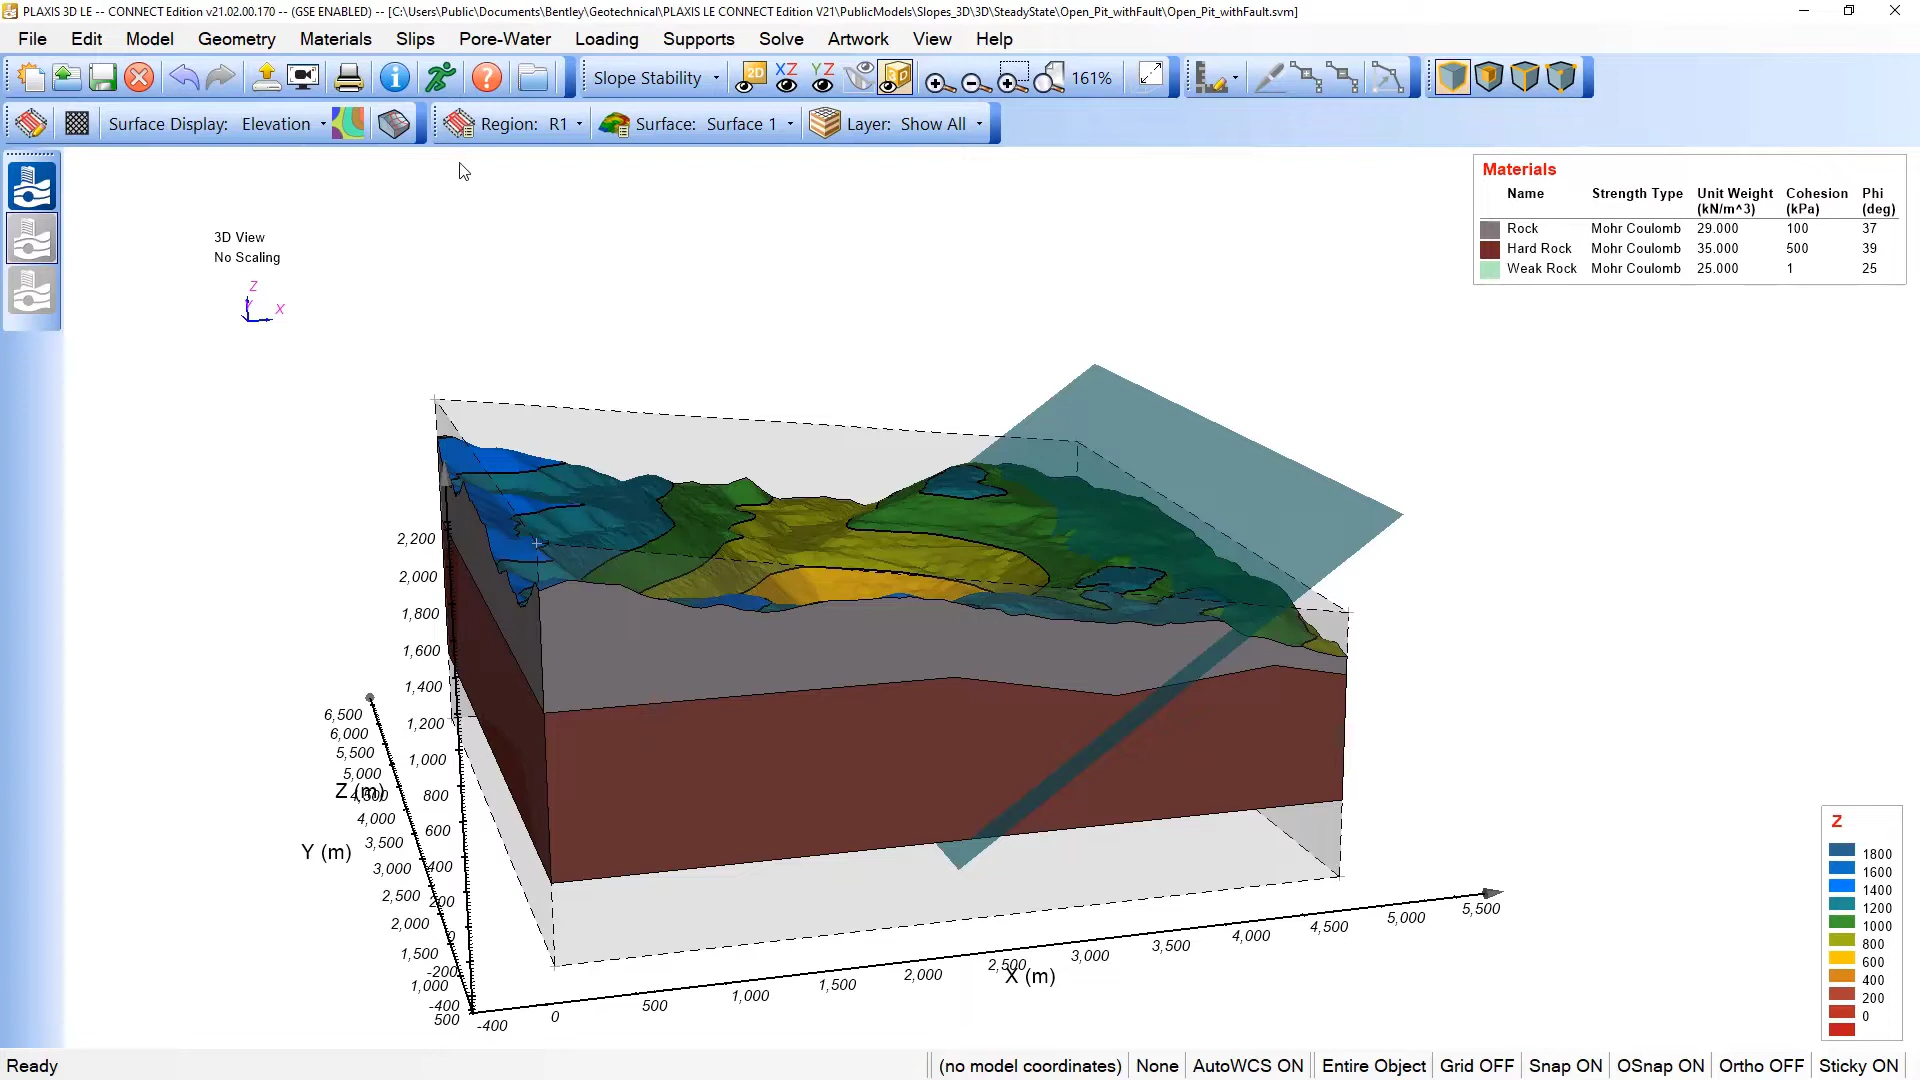 PLAXIS 3D LE -- CONNECT Edition v21.02.00.170 -- (GSE ENABLED) -- [C:\Users\Public\Documents\Bentley\Geotechnical\PLAXIS LE CONNECT Edition V21\PublicModels\Slopes_3D\3D\SteadyState\Open_Pit_withFault\Open_Pit_withFault.svm]
File Edit Model Geometry Materials Slips Pore-Water Loading Supports Solve Artwork View Help
Slope Stability 2D XZ YZ 3D 161%
Surface Display: Elevation Region: R1 Surface: Surface 1 Layer: Show All
Materials
Name Strength Type Unit Weight (kN/m^3) Cohesion (kPa) Phi (deg)
Rock Mohr Coulomb 29.000 100 37
Hard Rock Mohr Coulomb 35.000 500 39
Weak Rock Mohr Coulomb 25.000 1 25
3D View
No Scaling
Z
Y
X
2,200
2,000
1,800
1,600
1,400
1,200
1,000
800
600
400
200
0
-200
-400
Z (m)
6,500
6,000
5,500
5,000
4,500
4,000
3,500
3,000
2,500
2,000
1,500
1,000
500
Y (m)
-400
0
500
1,000
1,500
2,000
2,500
3,000
3,500
4,000
4,500
5,000
5,500
X (m)
Z
1800
1600
1400
1200
1000
800
600
400
200
0
Ready (no model coordinates) None AutoWCS ON Entire Object Grid OFF Snap ON OSnap ON Ortho OFF Sticky ON